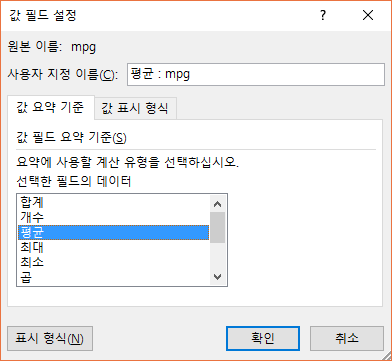 값 필드 설정
원본 이름: mpg
사용자 지정 이름(C): 평균 : mpg
값 요약 기준 값 표시 형식
값 필드 요약 기준(S)
요약에 사용할 계산 유형을 선택하십시오.
선택한 필드의 데이터
합계
개수
평균
최대
최소
곱
표시 형식(N) 확인 취소